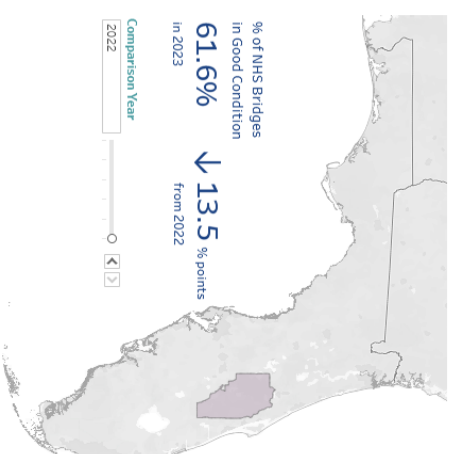 % of NHS Bridges
in Good Condition
61.6%
in 2023
↓ 13.5 % points
from 2022
Comparison Year
2022